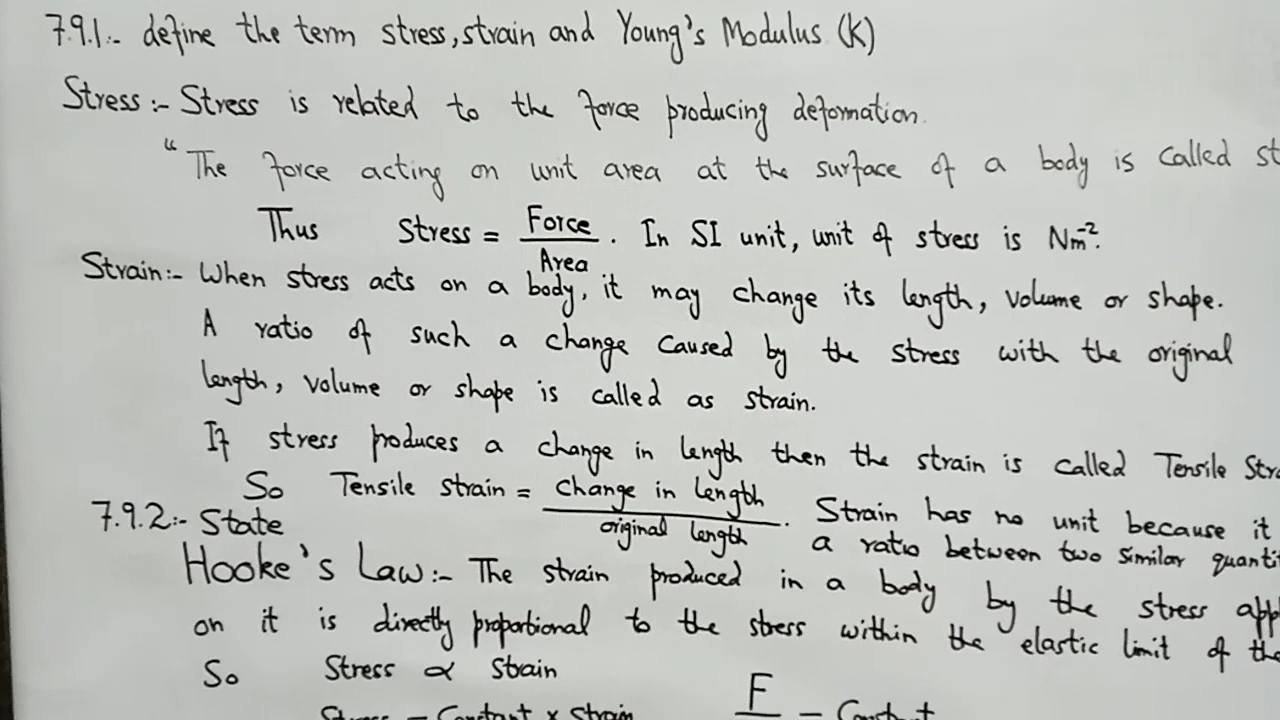 7.9.1:- define the term stress, strain and Young's Modulus (K)
Stress:- Stress is related to the force producing deformation.
"The force acting on unit area at the surface of a body is called st
Thus Stress = Force / Area . In SI unit, unit of stress is Nm⁻².
Strain:- When stress acts on a body, it may change its length, volume or shape.
A ratio of such a change caused by the stress with the original
length, volume or shape is called as strain.
If stress produces a change in length then the strain is called Tensile Stra
So Tensile strain = change in length / original length . Strain has no unit because it
a ratio between two similar quanti
7.9.2:- State
Hooke's Law:- The strain produced in a body by the stress app
on it is directly proportional to the stress within the elastic limit of the
So Stress ∝ Strain
Stress = Constant × Strain F = Constant